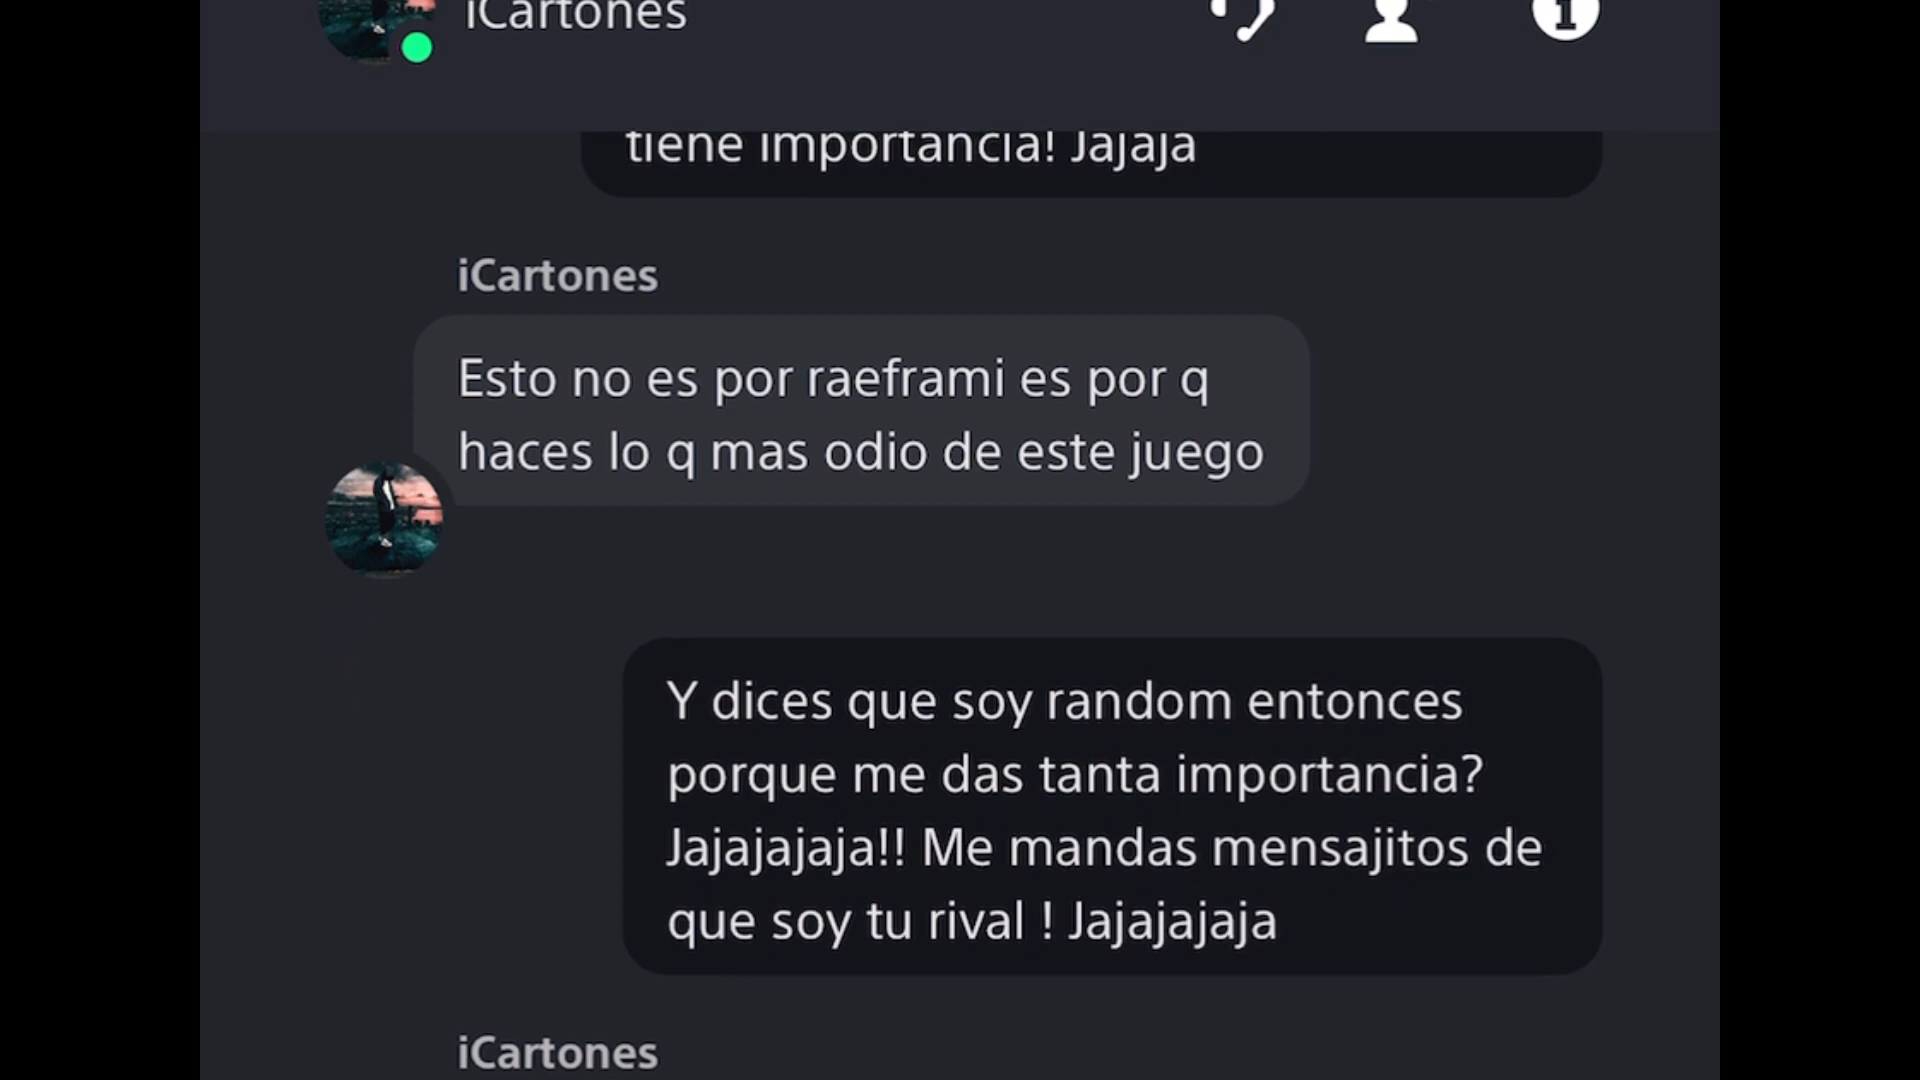 iCartones
tiene importancia! Jajaja
iCartones
Esto no es por raeframi es por q
haces lo q mas odio de este juego
Y dices que soy random entonces
porque me das tanta importancia?
Jajajajaja!! Me mandas mensajitos de
que soy tu rival ! Jajajajaja
iCartones